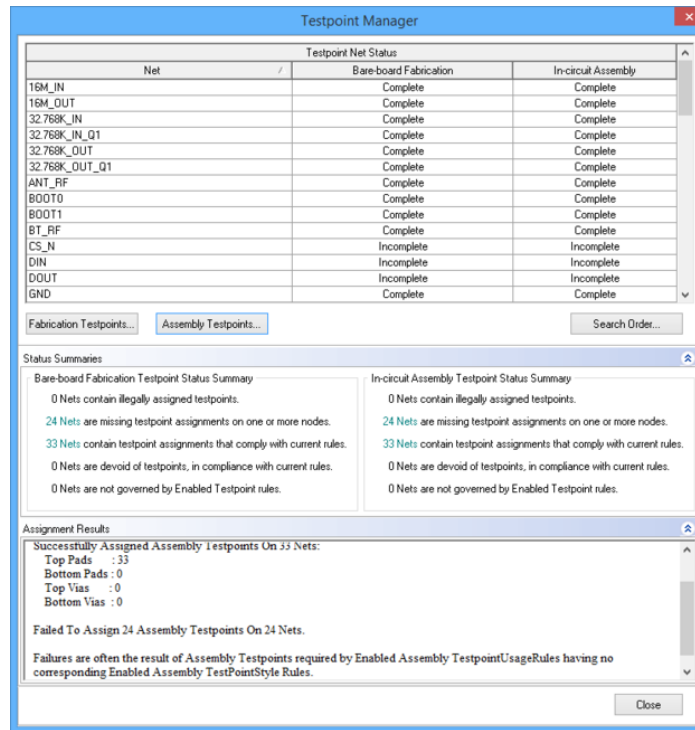 Testpoint Manager
Testpoint Net Status
Net / Bare-board Fabrication In-circuit Assembly
16M_IN Complete Complete
16M_OUT Complete Complete
32.768K_IN Complete Complete
32.768K_IN_Q1 Complete Complete
32.768K_OUT Complete Complete
32.768K_OUT_Q1 Complete Complete
ANT_RF Complete Complete
BOOT0 Complete Complete
BOOT1 Complete Complete
BT_RF Complete Complete
CS_N Incomplete Incomplete
DIN Incomplete Incomplete
DOUT Incomplete Incomplete
GND Complete Complete
Fabrication Testpoints... Assembly Testpoints... Search Order...
Status Summaries
Bare-board Fabrication Testpoint Status Summary
0 Nets contain illegally assigned testpoints.
24 Nets are missing testpoint assignments on one or more nodes.
33 Nets contain testpoint assignments that comply with current rules.
0 Nets are devoid of testpoints, in compliance with current rules.
0 Nets are not governed by Enabled Testpoint rules.
In-circuit Assembly Testpoint Status Summary
0 Nets contain illegally assigned testpoints.
24 Nets are missing testpoint assignments on one or more nodes.
33 Nets contain testpoint assignments that comply with current rules.
0 Nets are devoid of testpoints, in compliance with current rules.
0 Nets are not governed by Enabled Testpoint rules.
Assignment Results
Successfully Assigned Assembly Testpoints On 33 Nets:
Top Pads : 33
Bottom Pads : 0
Top Vias : 0
Bottom Vias : 0
Failed To Assign 24 Assembly Testpoints On 24 Nets.
Failures are often the result of Assembly Testpoints required by Enabled Assembly TestpointUsageRules having no
corresponding Enabled Assembly TestPointStyle Rules.
Close